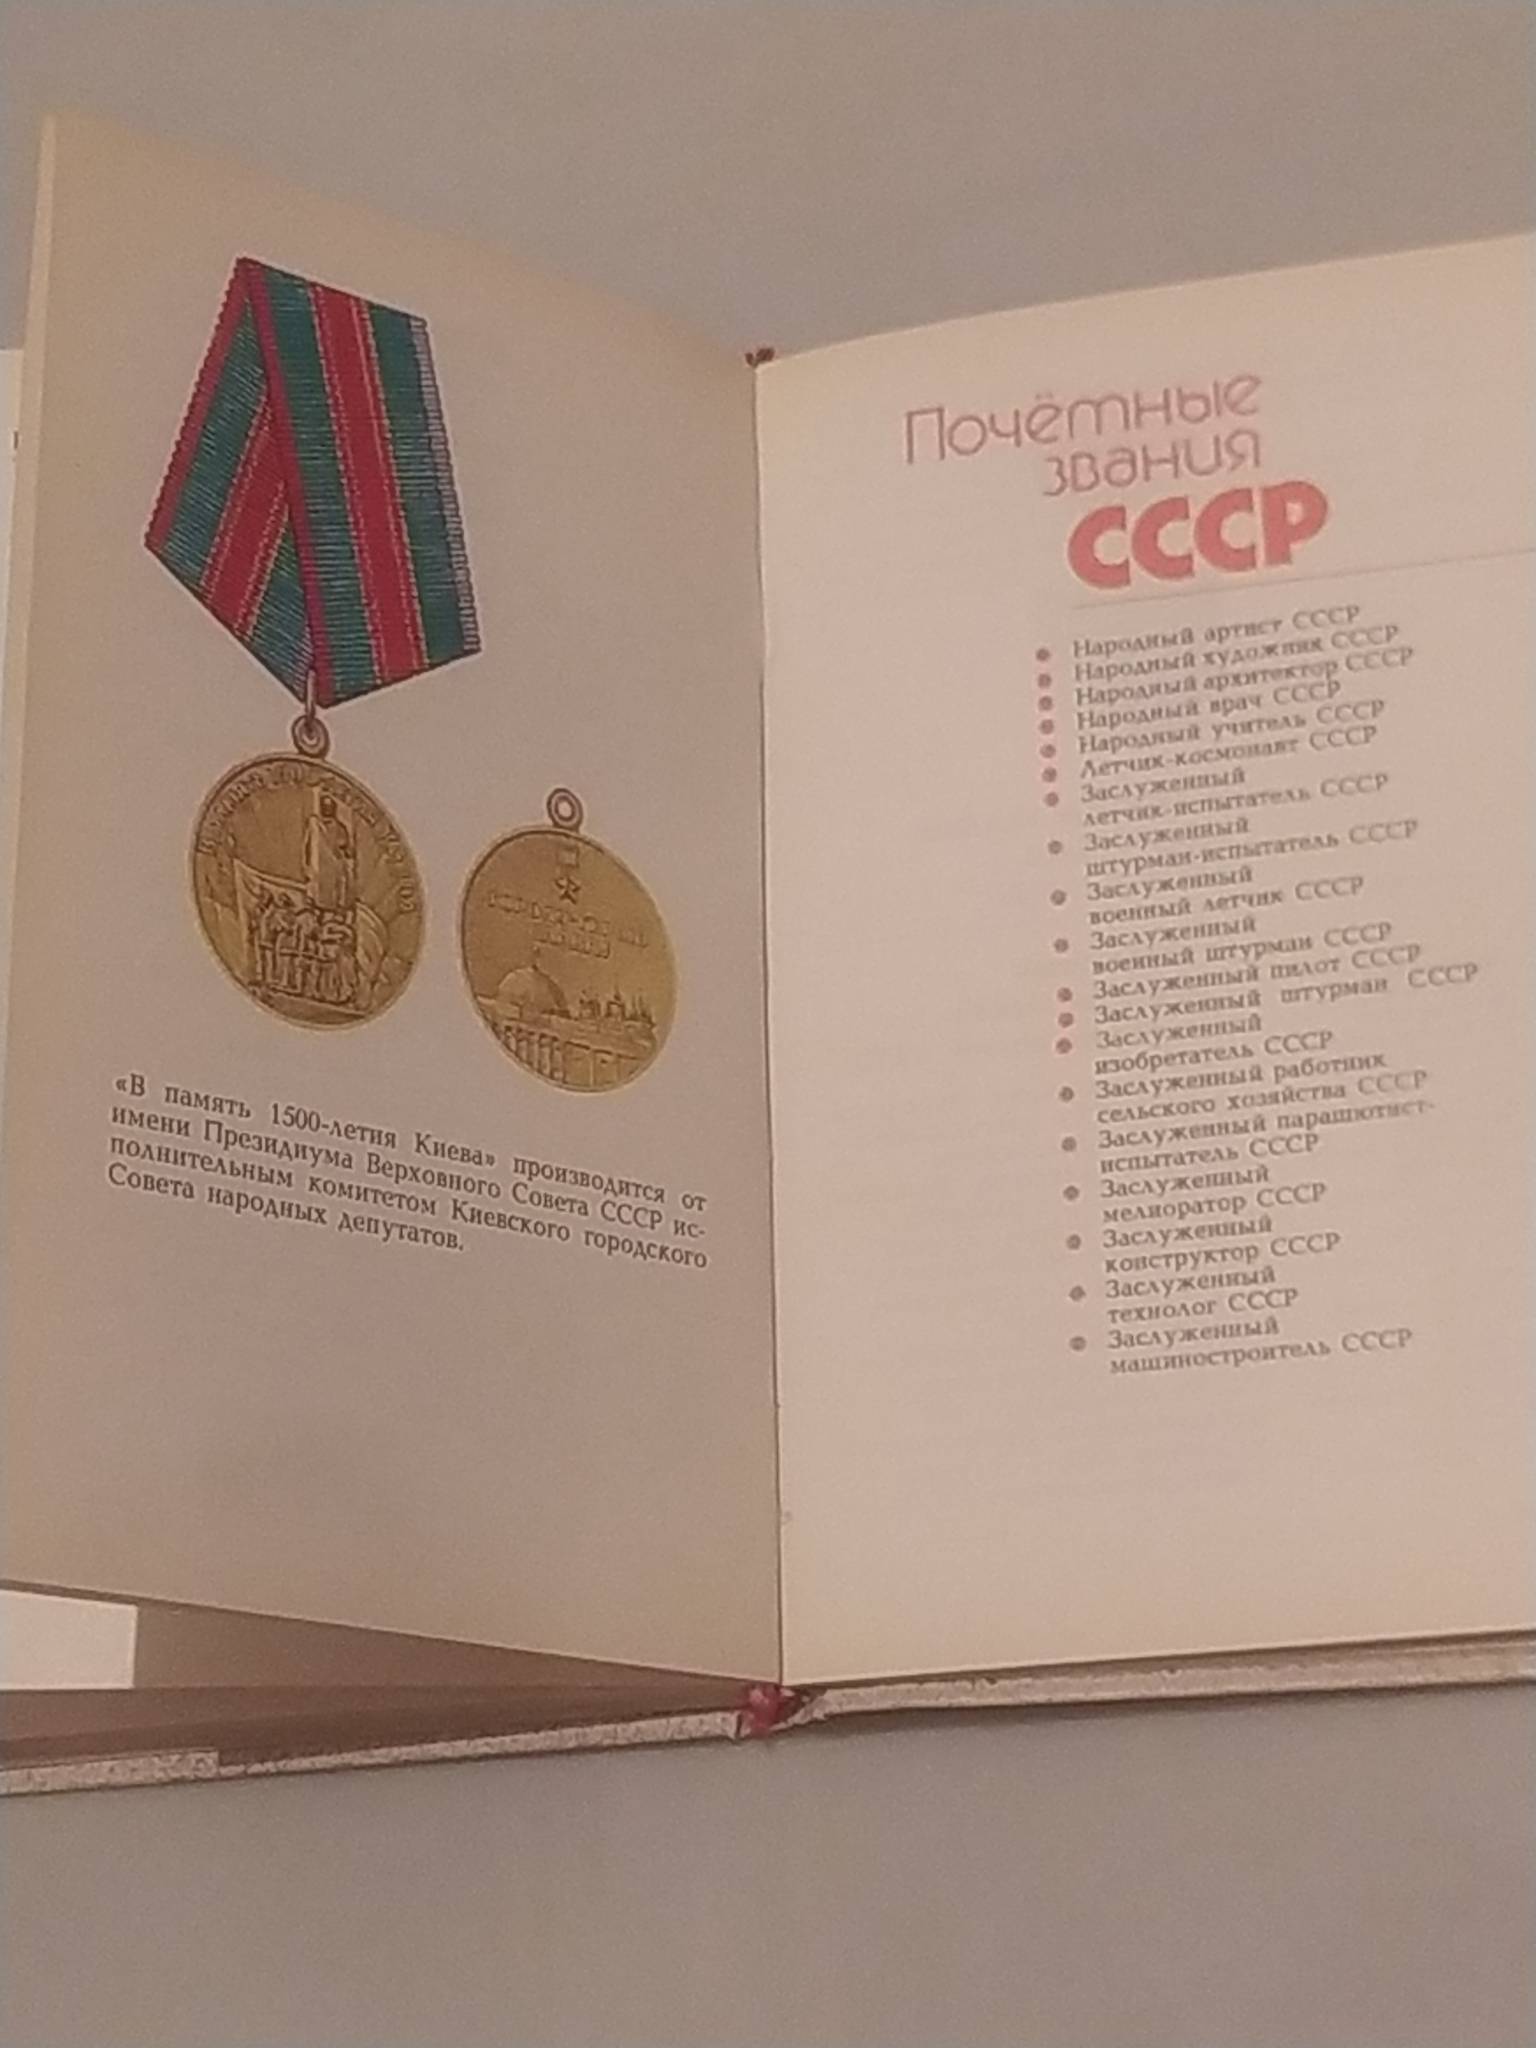 «В память 1500-летия Киева» производится от
имени Президиума Верховного Совета СССР ис-
полнительным комитетом Киевского городского
Совета народных депутатов.
Почётные
звания
СССР
Народный артист СССР
Народный художник СССР
Народный архитектор СССР
Народный врач СССР
Народный учитель СССР
Летчик-космонавт СССР
Заслуженный
летчик-испытатель СССР
Заслуженный
штурман-испытатель СССР
Заслуженный
военный летчик СССР
Заслуженный
военный штурман СССР
Заслуженный пилот СССР
Заслуженный штурман СССР
Заслуженный
изобретатель СССР
Заслуженный работник
сельского хозяйства СССР
Заслуженный парашютист-
испытатель СССР
Заслуженный
мелиоратор СССР
Заслуженный
конструктор СССР
Заслуженный
технолог СССР
Заслуженный
машиностроитель СССР